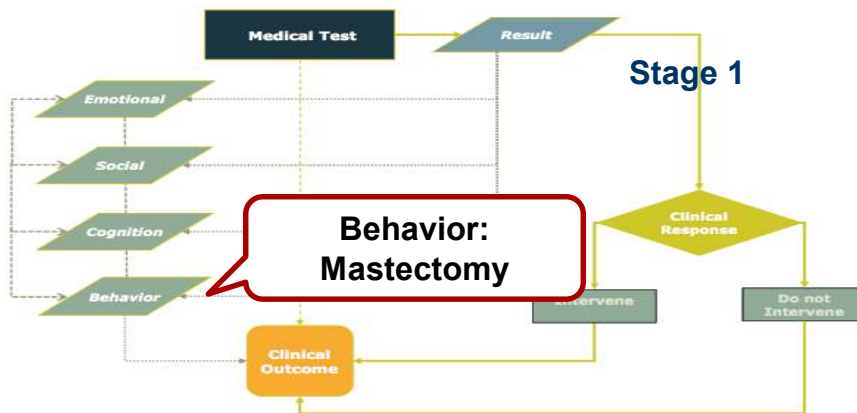 Medical Test
Result
Stage 1
Emotional
Social
Cognition
Behavior
Behavior:
Mastectomy
Clinical
Response
Intervene
Do not
Intervene
Clinical
Outcome